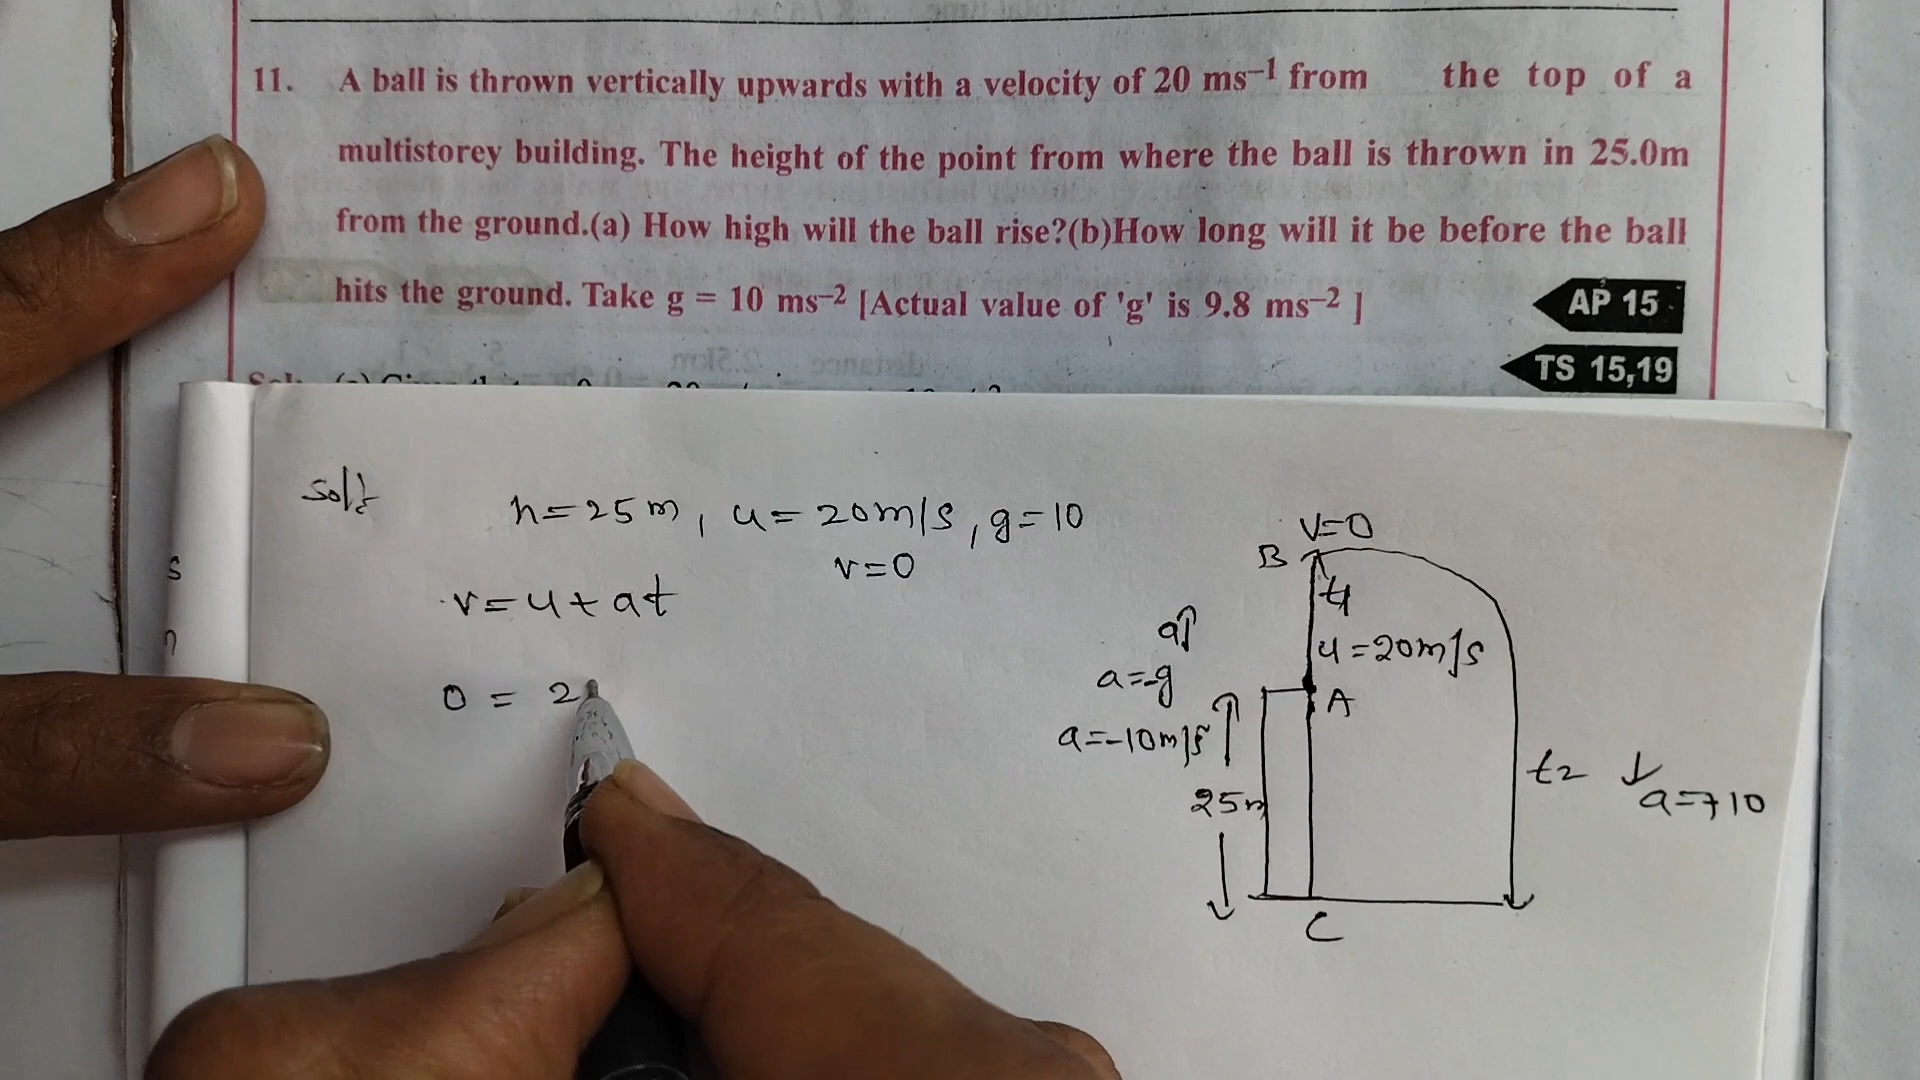 11. A ball is thrown vertically upwards with a velocity of 20 ms⁻¹ from the top of a
multistorey building. The height of the point from where the ball is thrown in 25.0m
from the ground.(a) How high will the ball rise?(b)How long will it be before the ball
hits the ground. Take g = 10 ms⁻² [Actual value of 'g' is 9.8 ms⁻² ]
AP 15
TS 15,19
Sol:
h=25m, u=20m/s, g=10
v=0
v=u+at
0 = 2
V=0
B
t1
u=20m/s
a↑
a=-g
a=-10m/s²
A
25m
t2
↓
a=+10
C